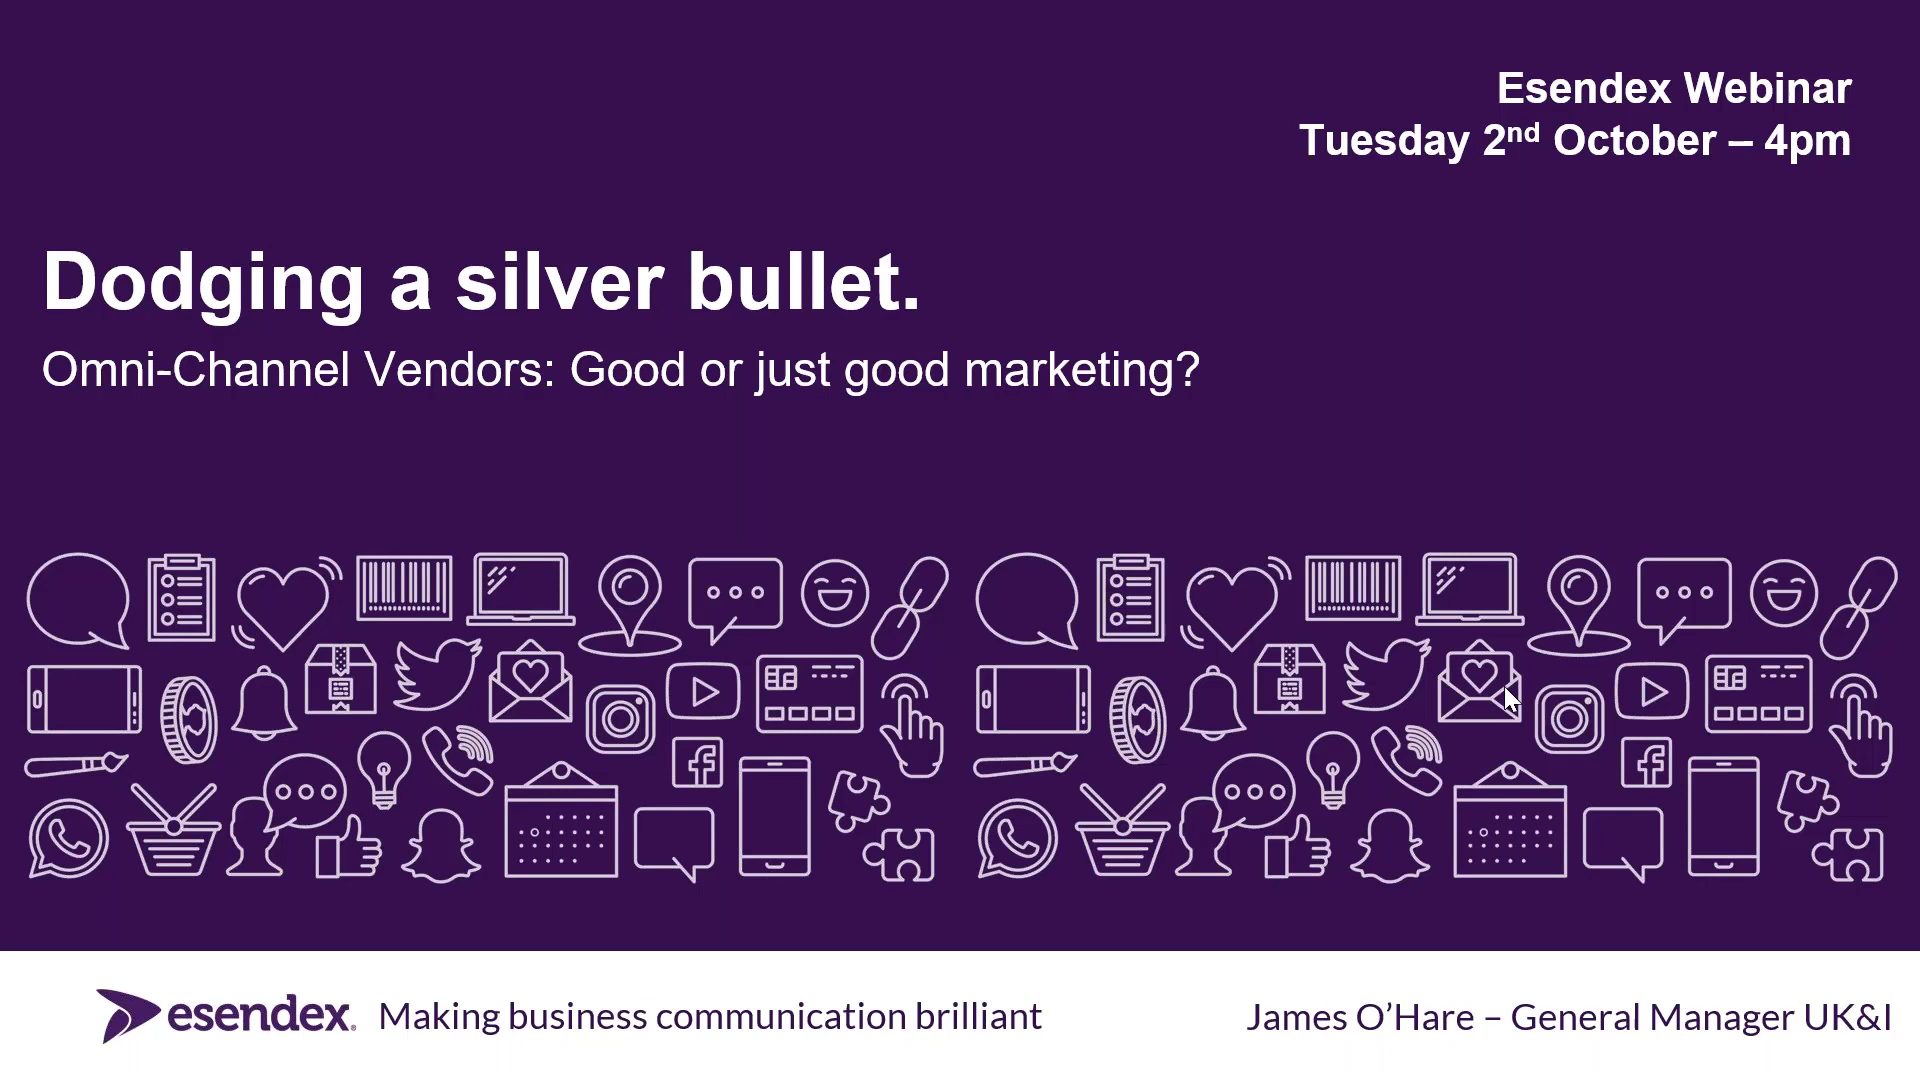 Esendex Webinar
Tuesday 2nd October – 4pm
Dodging a silver bullet.
Omni-Channel Vendors: Good or just good marketing?
esendex® Making business communication brilliant
James O’Hare – General Manager UK&I